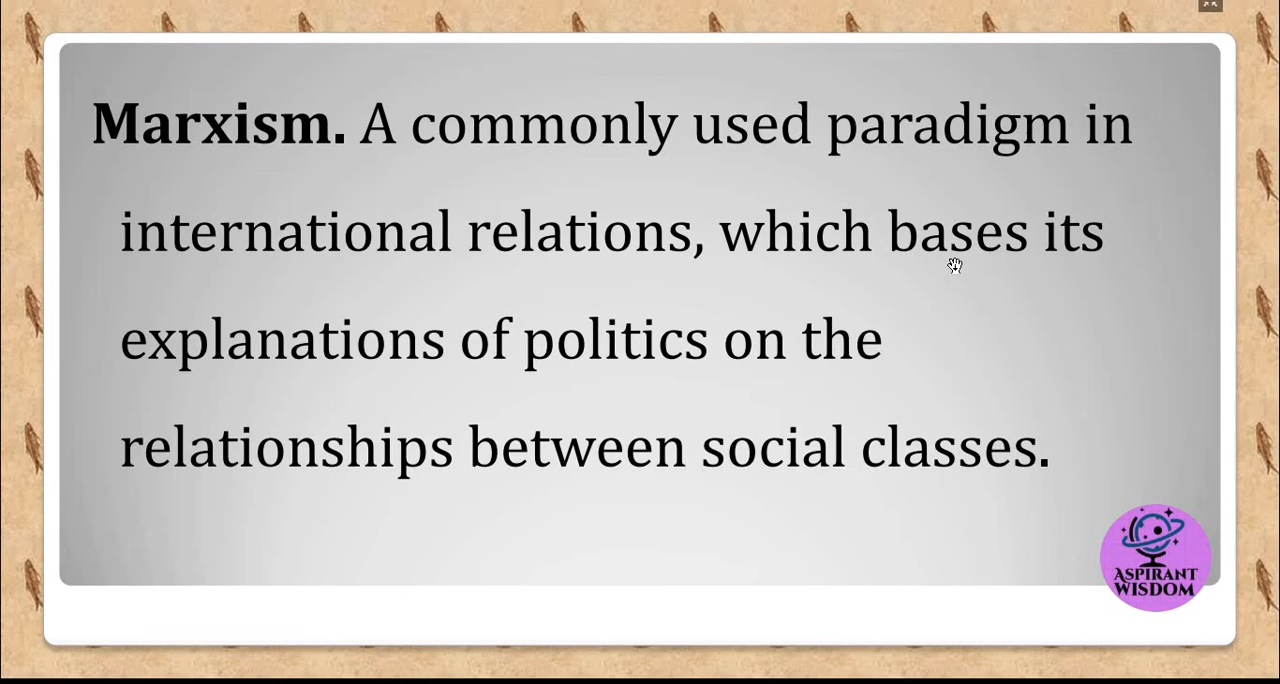 Marxism. A commonly used paradigm in
international relations, which bases its
explanations of politics on the
relationships between social classes.
ASPIRANT
WISDOM